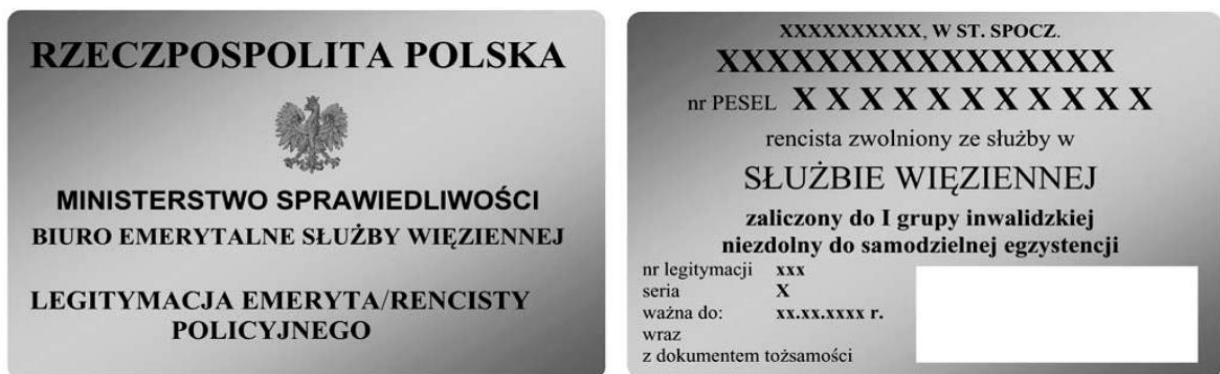 RZECZPOSPOLITA POLSKA
MINISTERSTWO SPRAWIEDLIWOŚCI
BIURO EMERYTALNE SŁUŻBY WIĘZIENNEJ
LEGITYMACJA EMERYTA/RENCISTY
POLICYJNEGO
XXXXXXXXXX, W ST. SPOCZ.
XXXXXXXXXXXXXXXX
nr PESEL X X X X X X X X X X X
rencista zwolniony ze służby w
SŁUŻBIE WIĘZIENNEJ
zaliczony do I grupy inwalidzkiej
niezdolny do samodzielnej egzystencji
nr legitymacji xxx
seria X
ważna do: xx.xx.xxxx r.
wraz
z dokumentem tożsamości